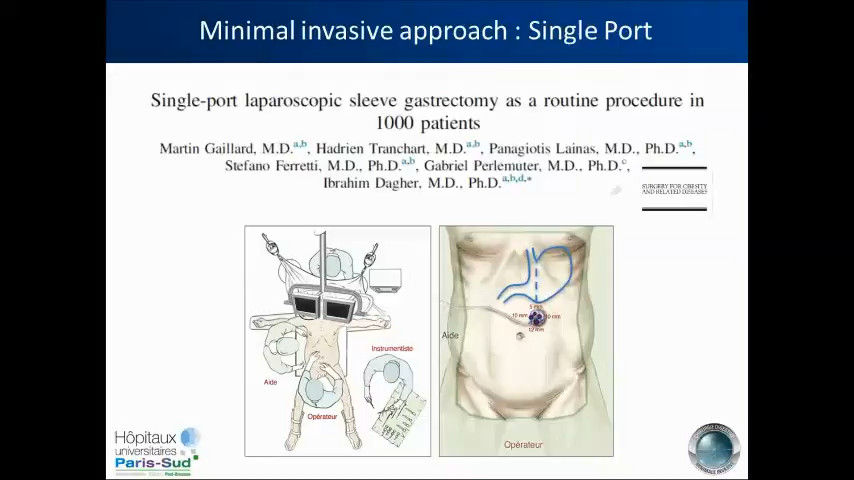 Minimal invasive approach : Single Port
Single-port laparoscopic sleeve gastrectomy as a routine procedure in
1000 patients
Martin Gaillard, M.D.a,b, Hadrien Tranchart, M.D.a,b, Panagiotis Lainas, M.D., Ph.D.a,b,
Stefano Ferretti, M.D., Ph.D.a,b, Gabriel Perlemuter, M.D., Ph.D.c,
Ibrahim Dagher, M.D., Ph.D.a,b,d,*
SURGERY FOR OBESITY
AND RELATED DISEASES
Instrumentiste
Aide
Opérateur
5 mm
10 mm
12 mm
Aide
Opérateur
Hôpitaux
universitaires
Paris-Sud